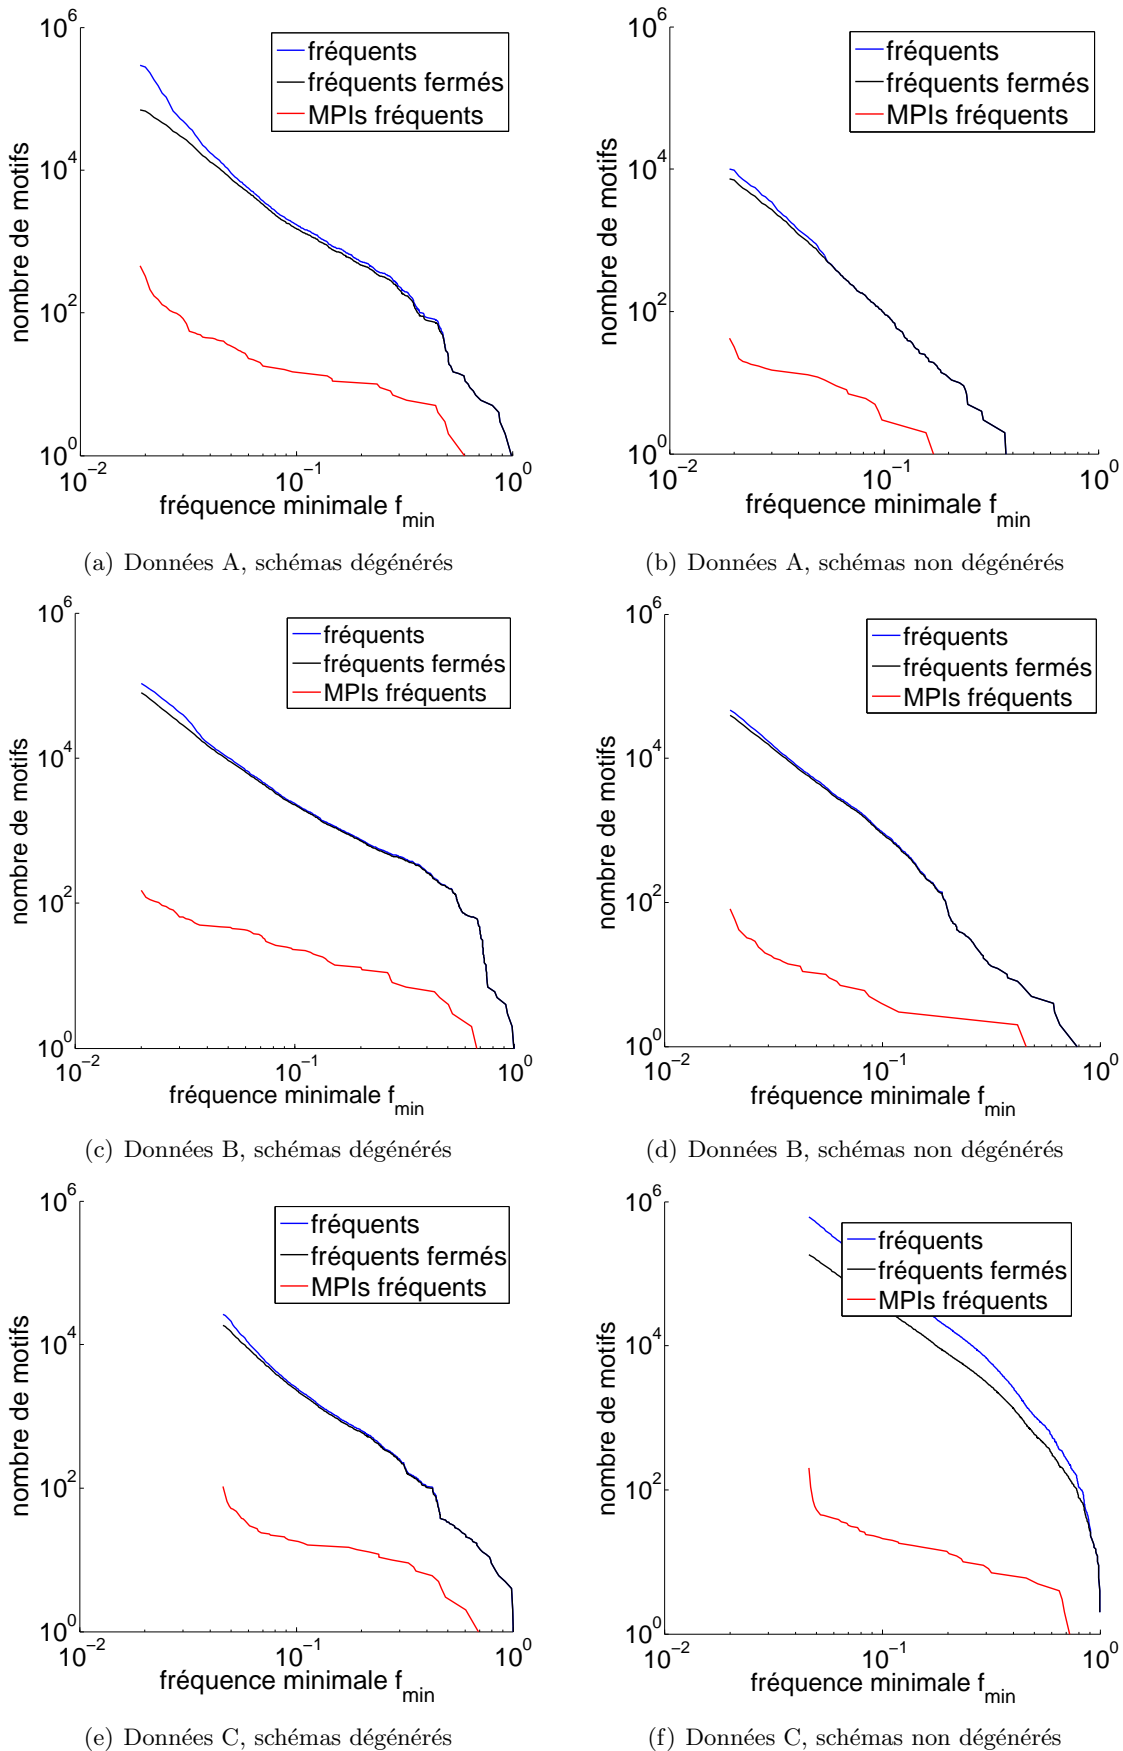 10^6
10^4
10^2
10^0
nombre de motifs
fréquents
fréquents fermés
MPIs fréquents
10^-2
10^-1
10^0
fréquence minimale f_min
(a) Données A, schémas dégénérés
10^6
10^4
10^2
10^0
nombre de motifs
fréquents
fréquents fermés
MPIs fréquents
10^-2
10^-1
10^0
fréquence minimale f_min
(b) Données A, schémas non dégénérés
10^6
10^4
10^2
10^0
nombre de motifs
fréquents
fréquents fermés
MPIs fréquents
10^-2
10^-1
10^0
fréquence minimale f_min
(c) Données B, schémas dégénérés
10^6
10^4
10^2
10^0
nombre de motifs
fréquents
fréquents fermés
MPIs fréquents
10^-2
10^-1
10^0
fréquence minimale f_min
(d) Données B, schémas non dégénérés
10^6
10^4
10^2
10^0
nombre de motifs
fréquents
fréquents fermés
MPIs fréquents
10^-2
10^-1
10^0
fréquence minimale f_min
(e) Données C, schémas dégénérés
10^6
10^4
10^2
10^0
nombre de motifs
fréquents
fréquents fermés
MPIs fréquents
10^-2
10^-1
10^0
fréquence minimale f_min
(f) Données C, schémas non dégénérés